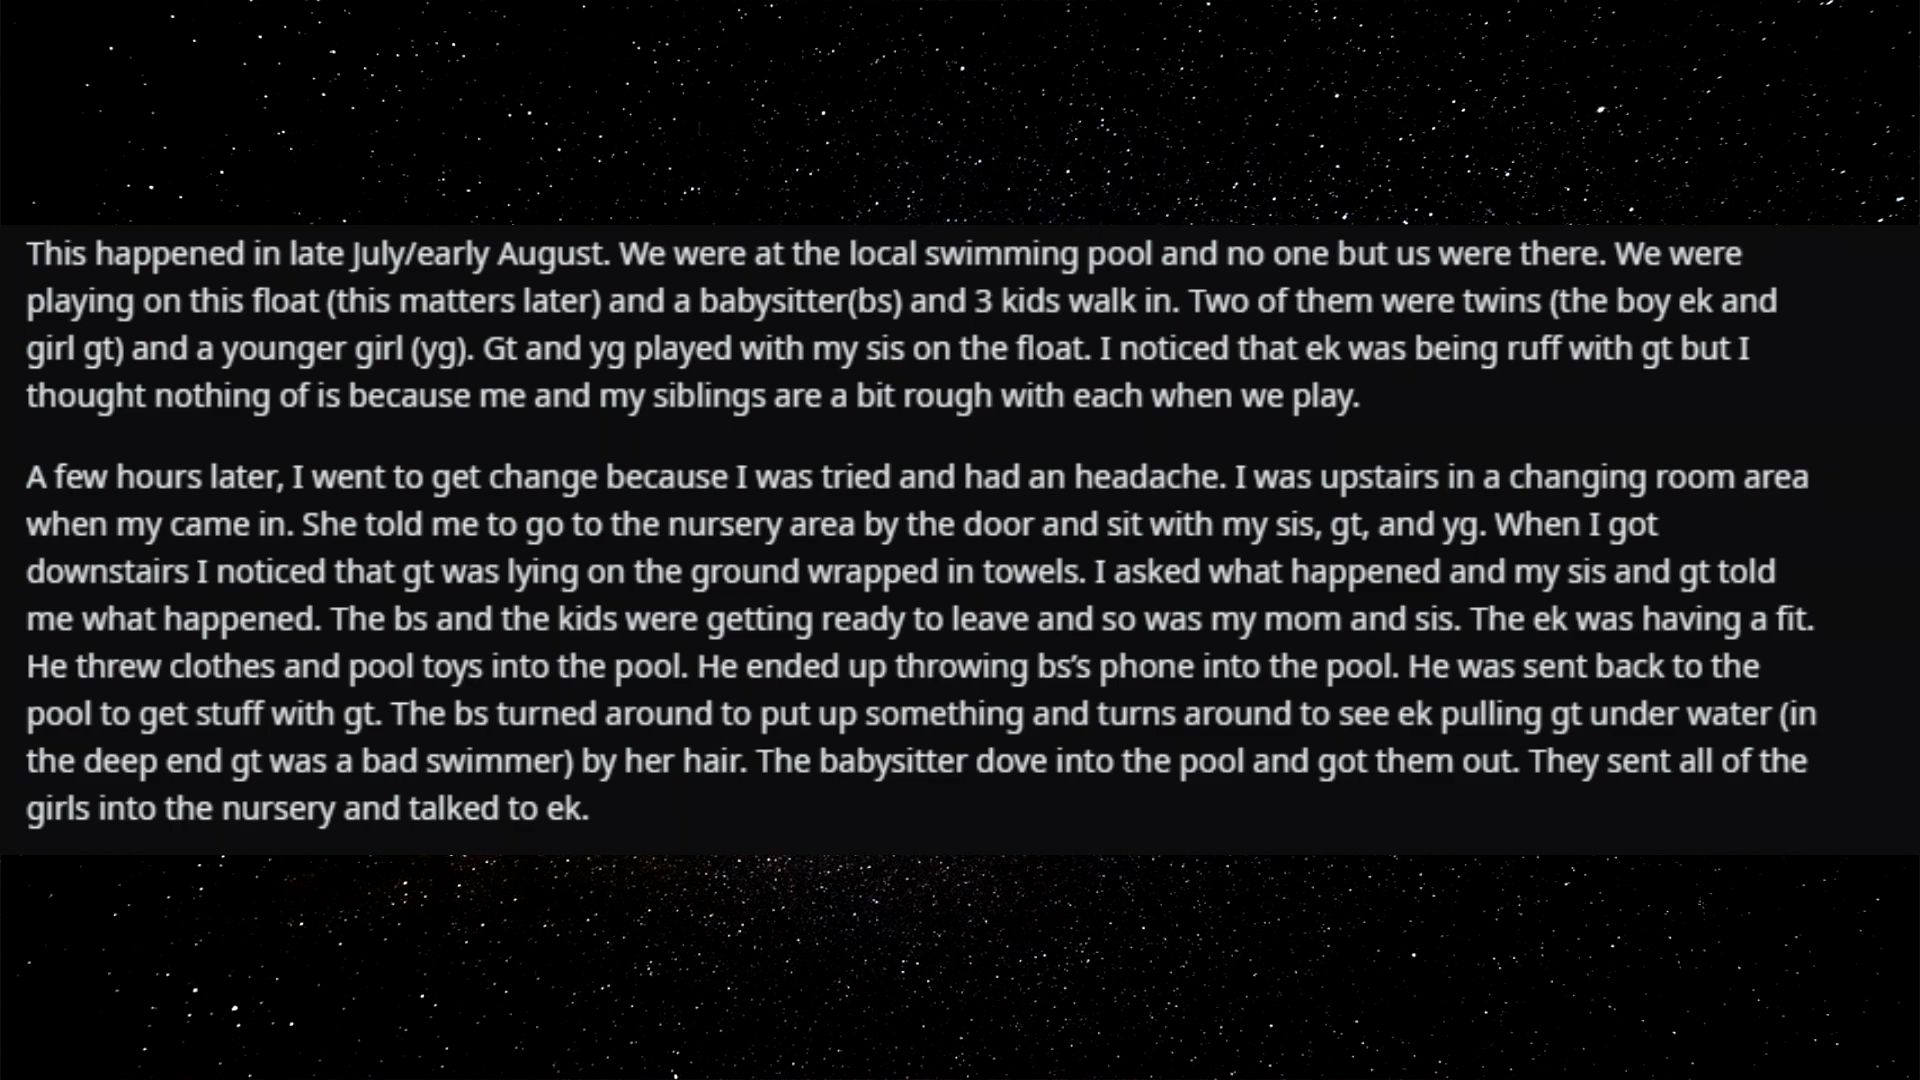 This happened in late July/early August. We were at the local swimming pool and no one but us were there. We were
playing on this float (this matters later) and a babysitter(bs) and 3 kids walk in. Two of them were twins (the boy ek and
girl gt) and a younger girl (yg). Gt and yg played with my sis on the float. I noticed that ek was being ruff with gt but I
thought nothing of is because me and my siblings are a bit rough with each when we play.
A few hours later, I went to get change because I was tried and had an headache. I was upstairs in a changing room area
when my came in. She told me to go to the nursery area by the door and sit with my sis, gt, and yg. When I got
downstairs I noticed that gt was lying on the ground wrapped in towels. I asked what happened and my sis and gt told
me what happened. The bs and the kids were getting ready to leave and so was my mom and sis. The ek was having a fit.
He threw clothes and pool toys into the pool. He ended up throwing bs’s phone into the pool. He was sent back to the
pool to get stuff with gt. The bs turned around to put up something and turns around to see ek pulling gt under water (in
the deep end gt was a bad swimmer) by her hair. The babysitter dove into the pool and got them out. They sent all of the
girls into the nursery and talked to ek.